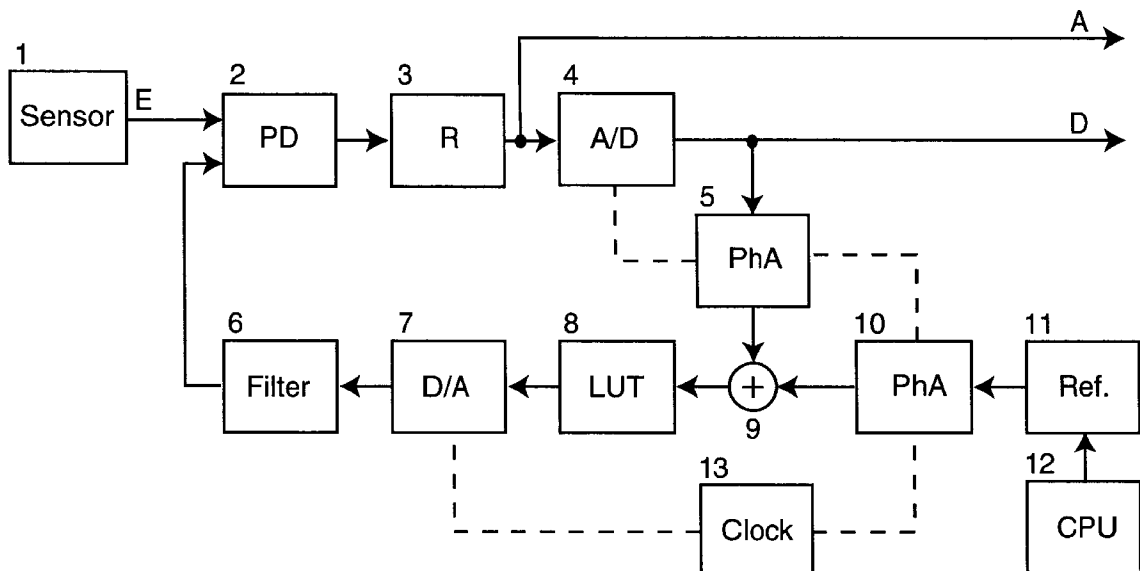 A
1
Sensor
E
2
PD
3
R
4
A/D
D
5
PhA
6
Filter
7
D/A
8
LUT
+
9
10
PhA
11
Ref.
12
CPU
13
Clock